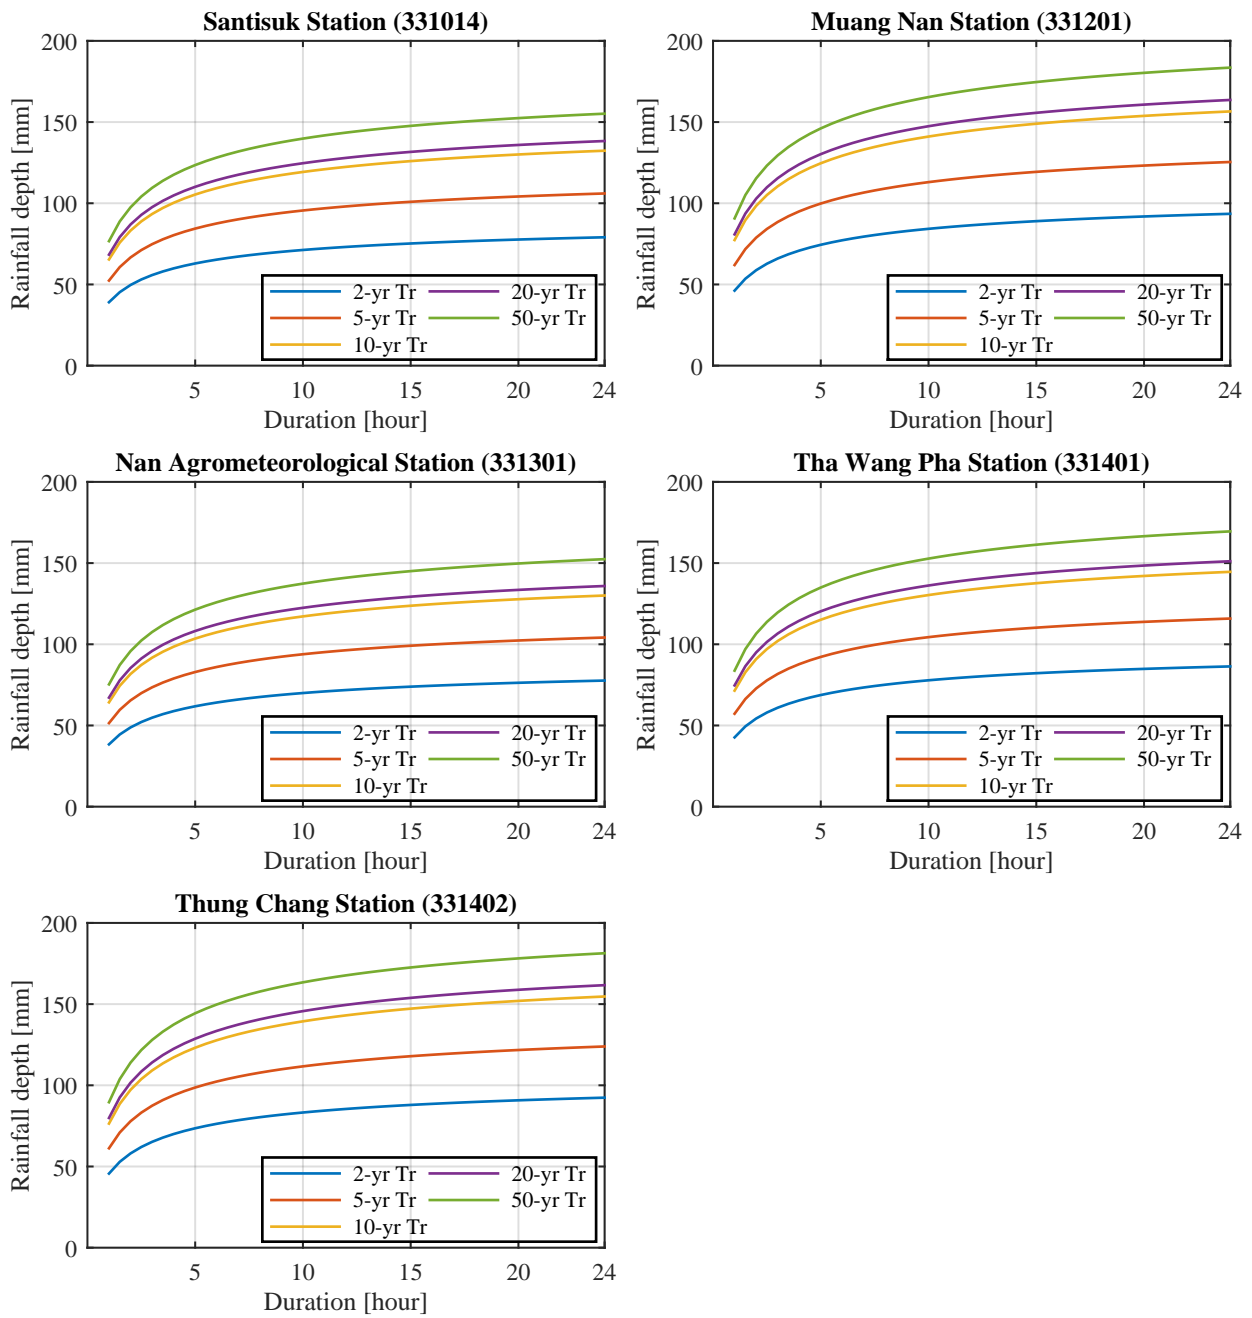 Santisuk Station (331014)
200
150
100
50
0
Rainfall depth [mm]
2-yr Tr
20-yr Tr
5-yr Tr
50-yr Tr
10-yr Tr
5 10 15 20 24
Duration [hour]
Muang Nan Station (331201)
200
150
100
50
0
Rainfall depth [mm]
2-yr Tr
20-yr Tr
5-yr Tr
50-yr Tr
10-yr Tr
5 10 15 20 24
Duration [hour]
Nan Agrometeorological Station (331301)
200
150
100
50
0
Rainfall depth [mm]
2-yr Tr
20-yr Tr
5-yr Tr
50-yr Tr
10-yr Tr
5 10 15 20 24
Duration [hour]
Tha Wang Pha Station (331401)
200
150
100
50
0
Rainfall depth [mm]
2-yr Tr
20-yr Tr
5-yr Tr
50-yr Tr
10-yr Tr
5 10 15 20 24
Duration [hour]
Thung Chang Station (331402)
200
150
100
50
0
Rainfall depth [mm]
2-yr Tr
20-yr Tr
5-yr Tr
50-yr Tr
10-yr Tr
5 10 15 20 24
Duration [hour]